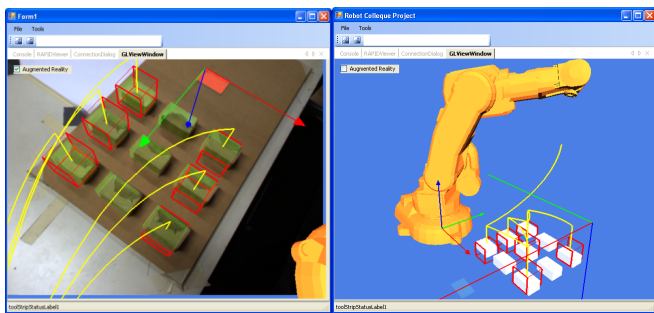 Form1
File Tools
Console RAPIDViewer ConnectionDialog GLViewWindow
Augmented Reality
toolStripStatusLabel1
Robot Colleque Project
File Tools
Console RAPIDViewer ConnectionDialog GLViewWindow
Augmented Reality
toolStripStatusLabel1